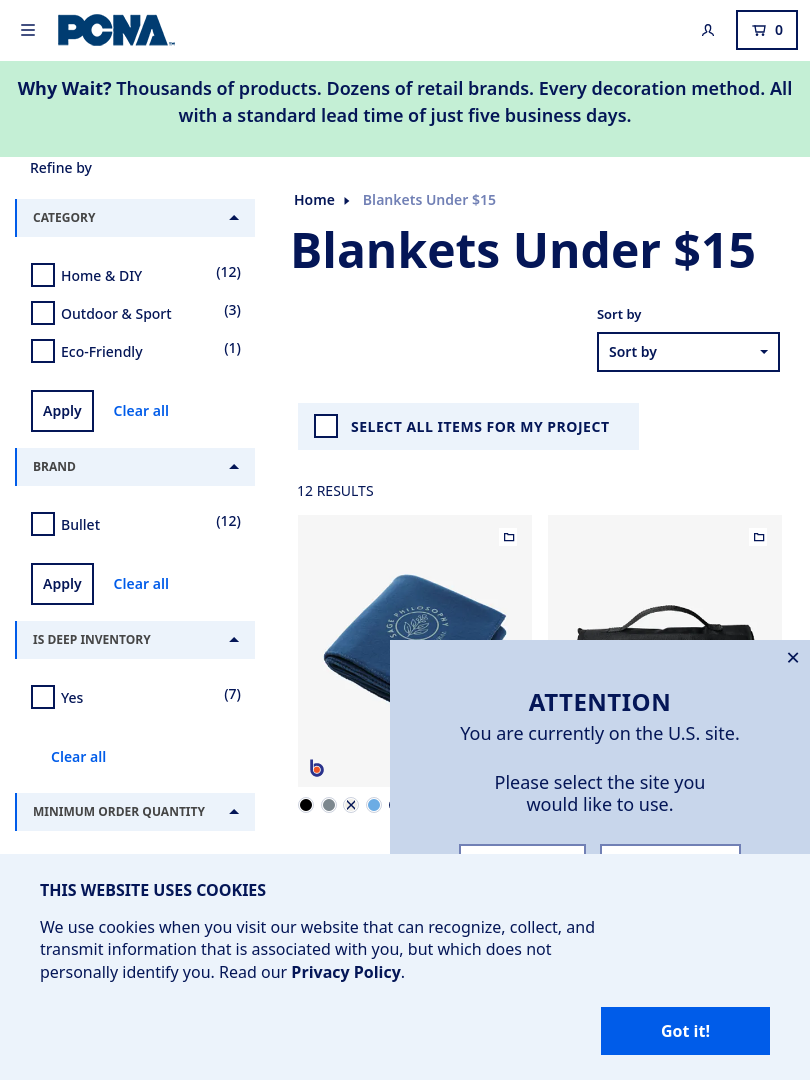 PCNA
0
Why Wait? Thousands of products. Dozens of retail brands. Every decoration method. All
with a standard lead time of just five business days.
Refine by
CATEGORY
Home & DIY (12)
Outdoor & Sport (3)
Eco-Friendly (1)
Apply Clear all
BRAND
Bullet (12)
Apply Clear all
IS DEEP INVENTORY
Yes (7)
Clear all
MINIMUM ORDER QUANTITY
Home Blankets Under $15
Blankets Under $15
Sort by
Sort by
SELECT ALL ITEMS FOR MY PROJECT
12 RESULTS
SAGE PHILOSOPHY
b
ATTENTION
You are currently on the U.S. site.
Please select the site you
would like to use.
THIS WEBSITE USES COOKIES
We use cookies when you visit our website that can recognize, collect, and
transmit information that is associated with you, but which does not
personally identify you. Read our Privacy Policy.
Got it!